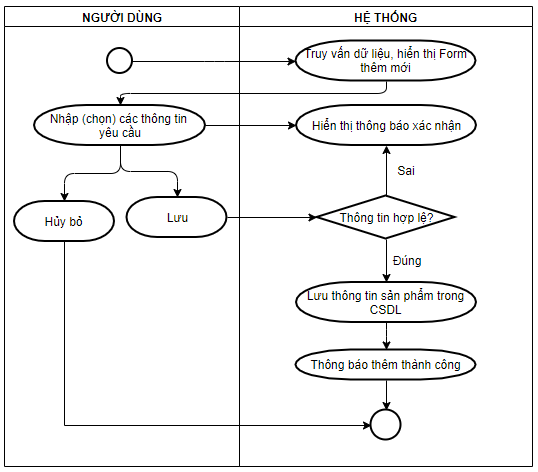 NGƯỜI DÙNG
HỆ THỐNG
Truy vấn dữ liệu, hiển thị Form
thêm mới
Nhập (chọn) các thông tin
yêu cầu
Hiển thị thông báo xác nhận
Sai
Hủy bỏ
Lưu
Thông tin hợp lệ?
Đúng
Lưu thông tin sản phẩm trong
CSDL
Thông báo thêm thành công